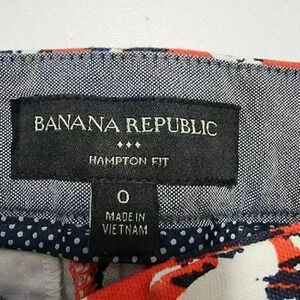 BANANA REPUBLIC
HAMPTON FIT
0
MADE IN
VIETNAM